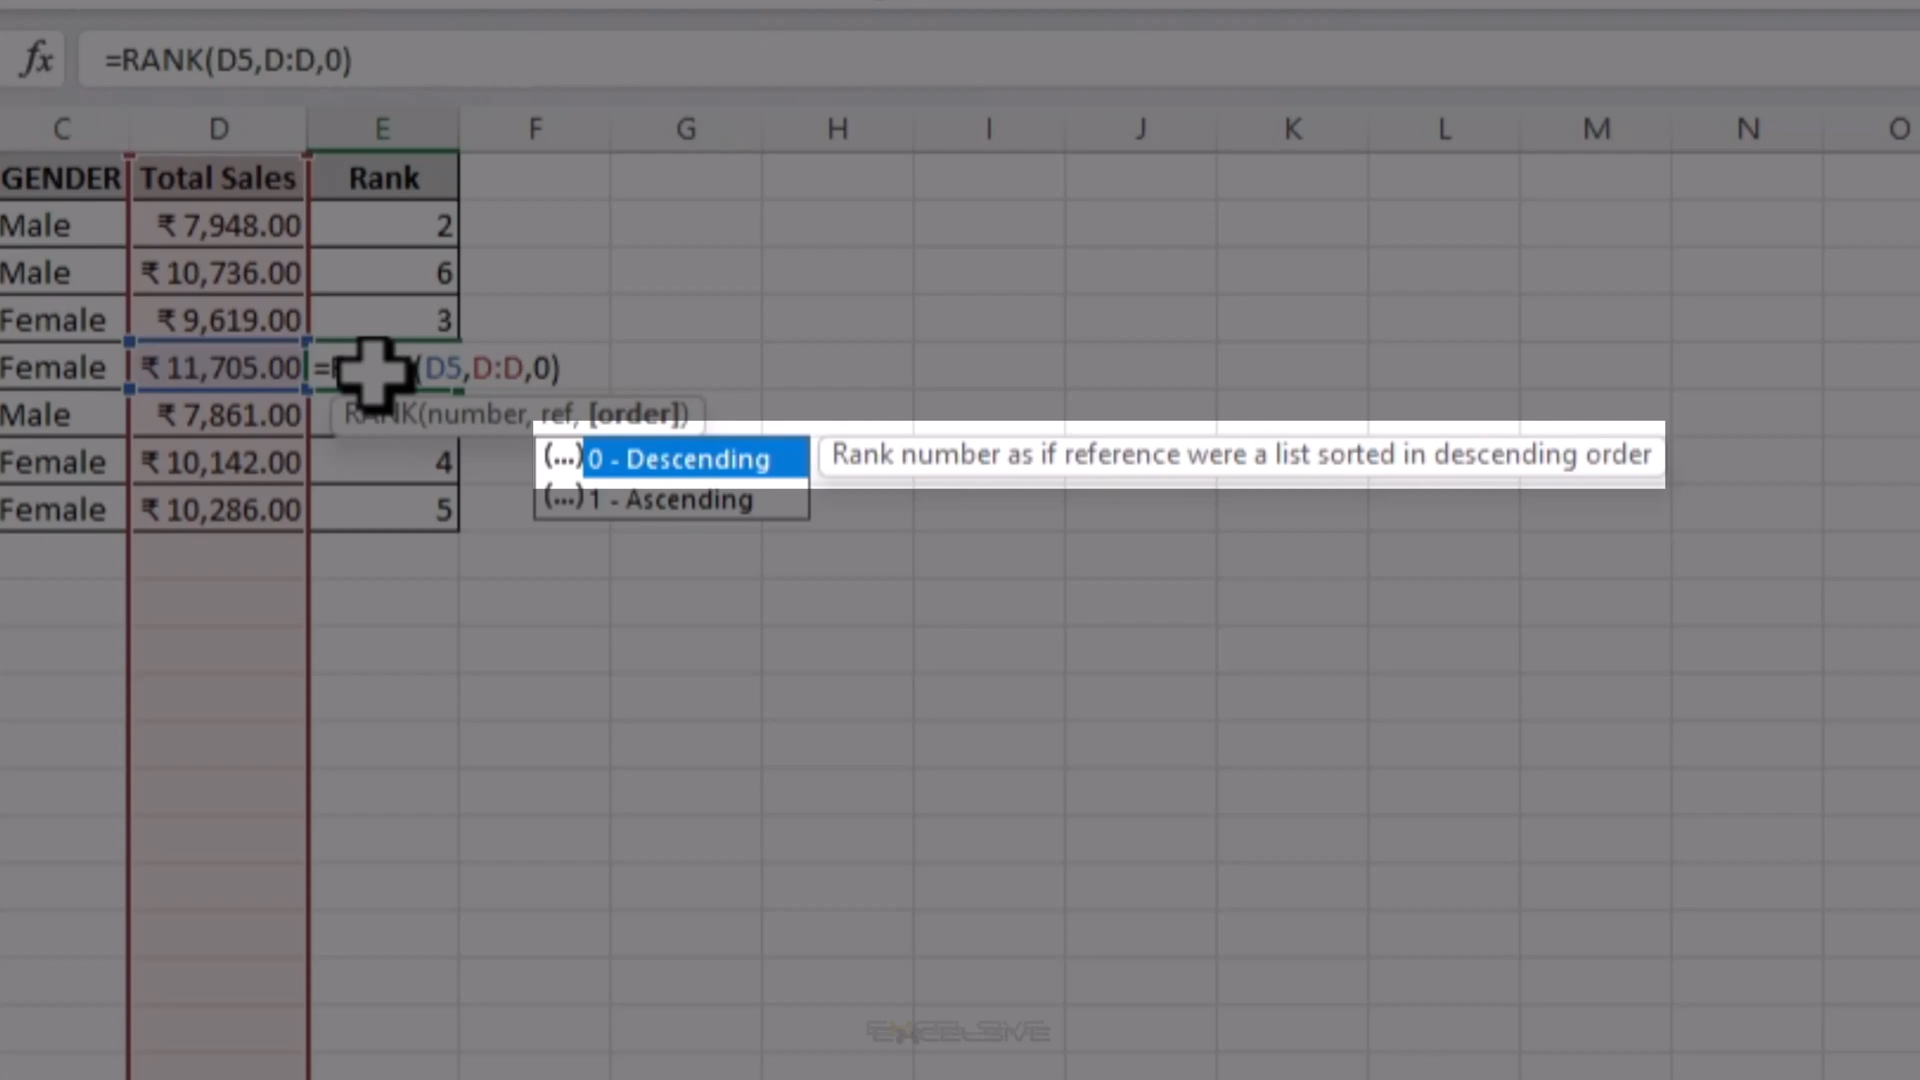 fx =RANK(D5,D:D,0)
C D E F G H I J K L M N O
GENDER Total Sales Rank
Male ₹ 7,948.00 2
Male ₹ 10,736.00 6
Female ₹ 9,619.00 3
Female ₹ 11,705.00 (D5,D:D,0)
Male ₹ 7,861.00
RANK(number, ref, [order])
Female ₹ 10,142.00 4
(...) 0 - Descending Rank number as if reference were a list sorted in descending order
(...) 1 - Ascending
Female ₹ 10,286.00 5
EXCELSIVE